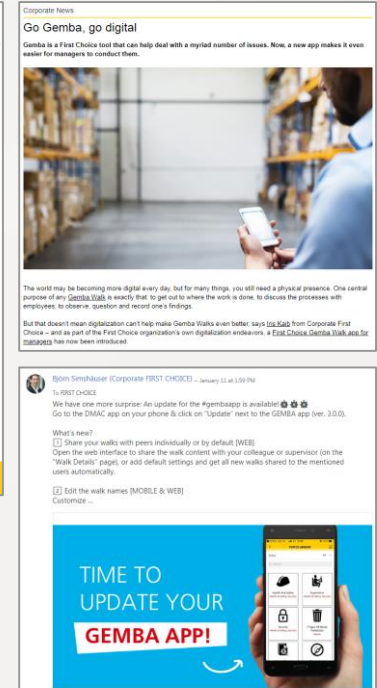 Corporate News
Go Gemba, go digital
Gemba is a First Choice tool that can help deal with a myriad number of issues. Now, a new app makes it even
easier for managers to conduct them.
The world may be becoming more digital every day, but for many things, you still need a physical presence. One central
purpose of any Gemba Walk is exactly that: to get out to where the work is done, to discuss the processes with
employees; to observe, question and record one's findings.
But that doesn't mean digitalization can't help make Gemba Walks even better, says Iris Kaib from Corporate First
Choice – and as part of the First Choice organization's own digitalization endeavors, a First Choice Gemba Walk app for
managers has now been introduced.
Björn Simshäuser (Corporate FIRST CHOICE) – January 11 at 1:59 PM
To FIRST CHOICE
We have one more surprise: An update for the #gembaapp is available!
Go to the DMAC app on your phone & click on "Update" next to the GEMBA app (ver. 3.0.0).
What's new?
1 Share your walks with peers individually or by default [WEB]
Open the web interface to share the walk content with your colleague or supervisor (on the
"Walk Details" page), or add default settings and get all new walks shared to the mentioned
users automatically.
2 Edit the walk names [MOBILE & WEB]
Customize ...
TIME TO
UPDATE YOUR
GEMBA APP!